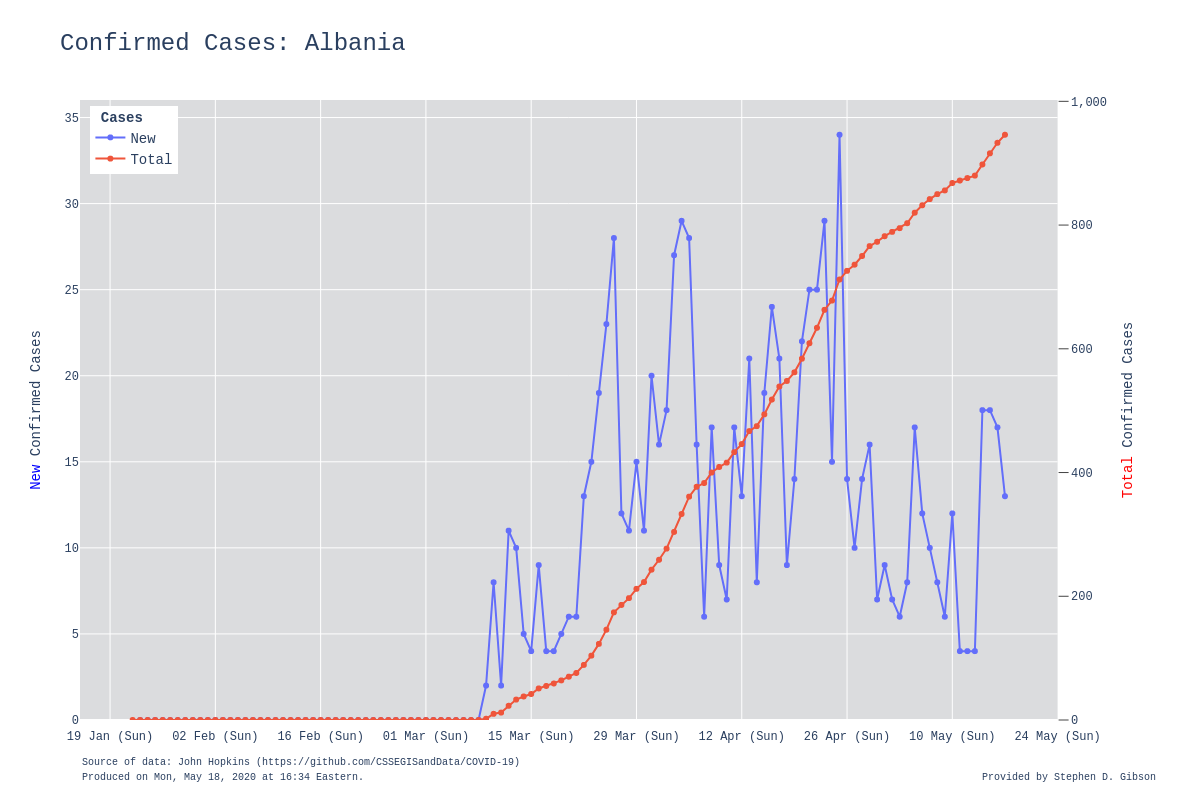 Confirmed Cases: Albania
Cases
New
Total
35
30
25
20
15
10
5
0
1,000
800
600
400
200
0
New Confirmed Cases
Total Confirmed Cases
19 Jan (Sun) 02 Feb (Sun) 16 Feb (Sun) 01 Mar (Sun) 15 Mar (Sun) 29 Mar (Sun) 12 Apr (Sun) 26 Apr (Sun) 10 May (Sun) 24 May (Sun)
Source of data: John Hopkins (https://github.com/CSSEGISandData/COVID-19)
Produced on Mon, May 18, 2020 at 16:34 Eastern.
Provided by Stephen D. Gibson